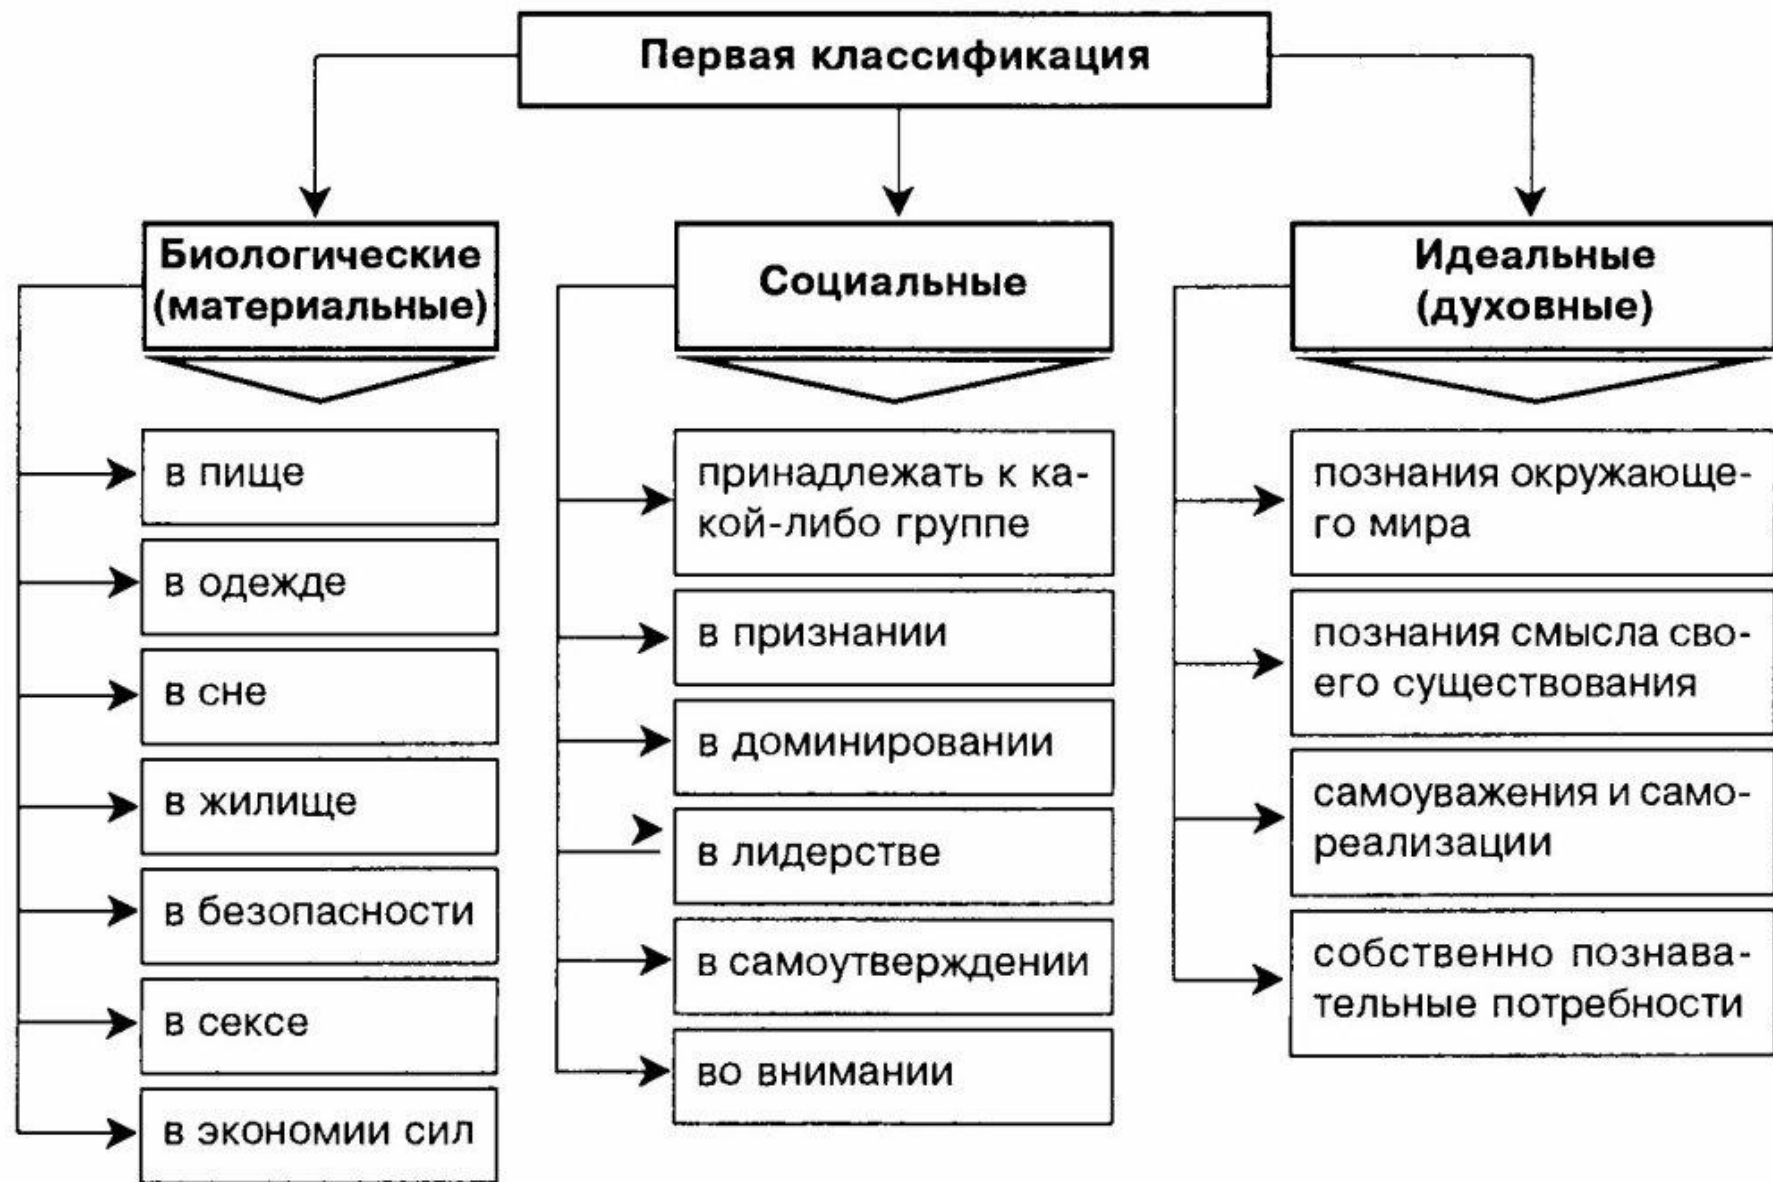 Первая классификация
Биологические
(материальные)
в пище
в одежде
в сне
в жилище
в безопасности
в сексе
в экономии сил
Социальные
принадлежать к ка-
кой-либо группе
в признании
в доминировании
в лидерстве
в самоутверждении
во внимании
Идеальные
(духовные)
познания окружающе-
го мира
познания смысла сво-
его существования
самоуважения и само-
реализации
собственно познава-
тельные потребности